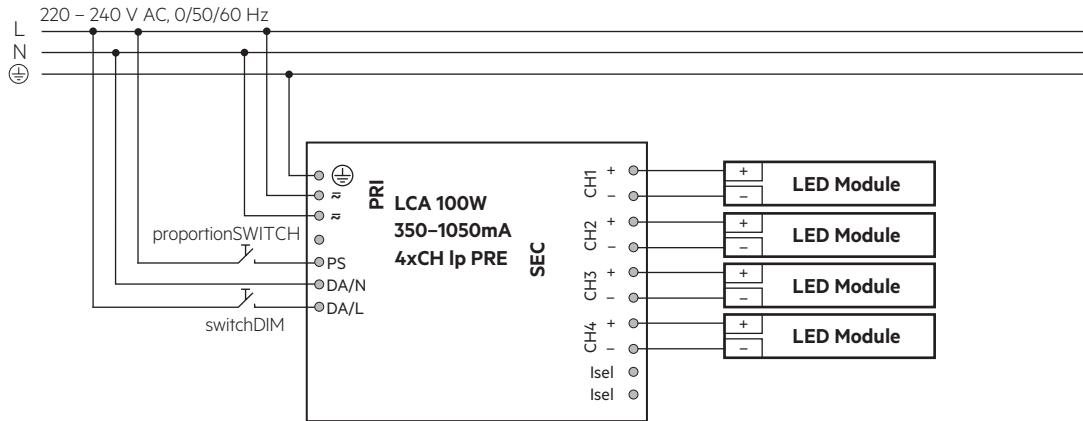 220 – 240 V AC, 0/50/60 Hz
L
N
PRI
LCA 100W
350–1050mA
4xCH lp PRE
SEC
proportionSWITCH
PS
DA/N
DA/L
switchDIM
CH1
+
–
+
–
LED Module
CH2
+
–
+
–
LED Module
CH3
+
–
+
–
LED Module
CH4
+
–
+
–
LED Module
Isel
Isel